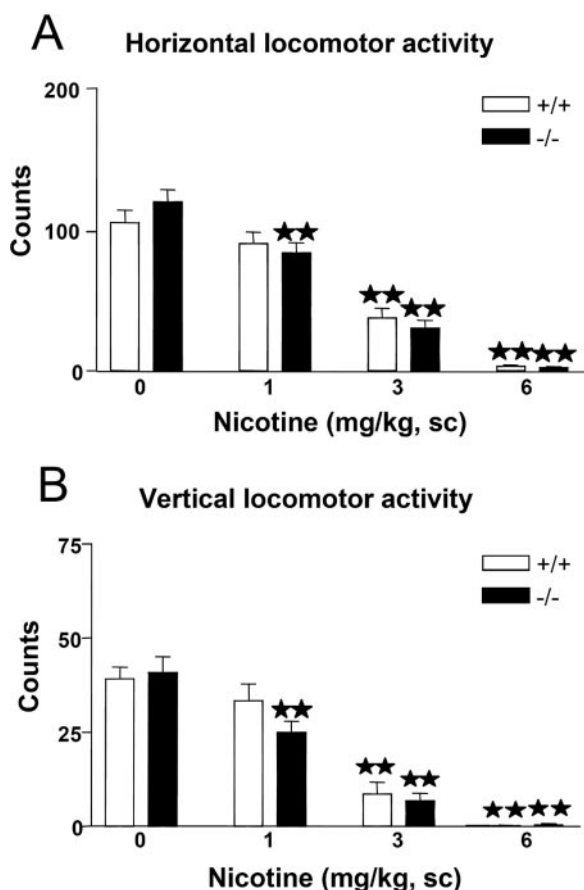 A
Horizontal locomotor activity
200
+/+
-/-
Counts
100
★★
★★ ★★
★★ ★★
0
0 1 3 6
Nicotine (mg/kg, sc)
B
Vertical locomotor activity
75
+/+
-/-
Counts
50
★★
25
★★ ★★
★★ ★★
0
0 1 3 6
Nicotine (mg/kg, sc)